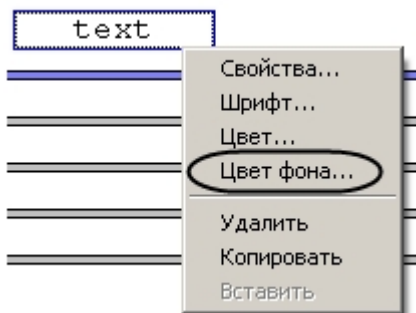 text
Свойства...
Шрифт...
Цвет...
Цвет фона...
Удалить
Копировать
Вставить